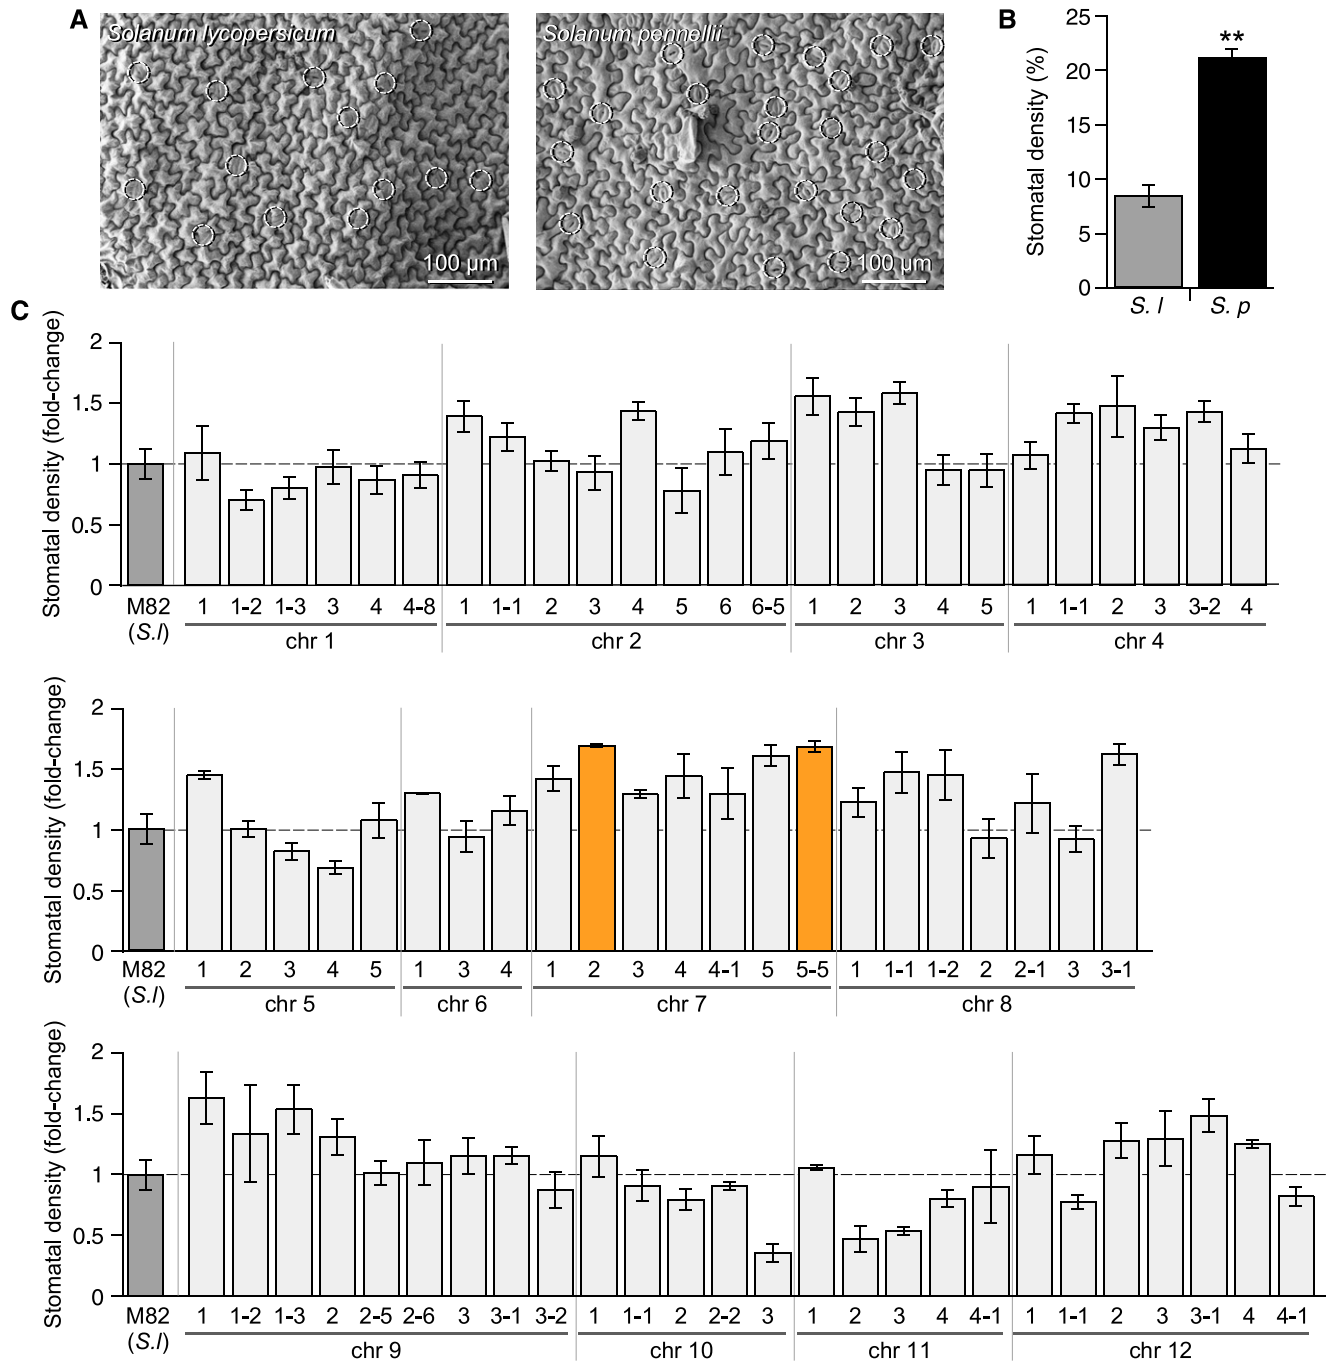 A
Solanum lycopersicum
100 µm
Solanum pennellii
100 µm
B
Stomatal density (%)
25
20
15
10
5
0
**
S. l
S. p
C
Stomatal density (fold-change)
2
1.5
1
0.5
0
M82 1 1-2 1-3 3 4 4-8 1 1-1 2 3 4 5 6 6-5 1 2 3 4 5 1 1-1 2 3 3-2 4
(S.l) chr 1 chr 2 chr 3 chr 4
Stomatal density (fold-change)
2
1.5
1
0.5
0
M82 1 2 3 4 5 1 3 4 1 2 3 4 4-1 5 5-5 1 1-1 1-2 2 2-1 3 3-1
(S.l) chr 5 chr 6 chr 7 chr 8
Stomatal density (fold-change)
2
1.5
1
0.5
0
M82 1 1-2 1-3 2 2-5 2-6 3 3-1 3-2 1 1-1 2 2-2 3 1 2 3 4 4-1 1 1-1 2 3 3-1 4 4-1
(S.l) chr 9 chr 10 chr 11 chr 12